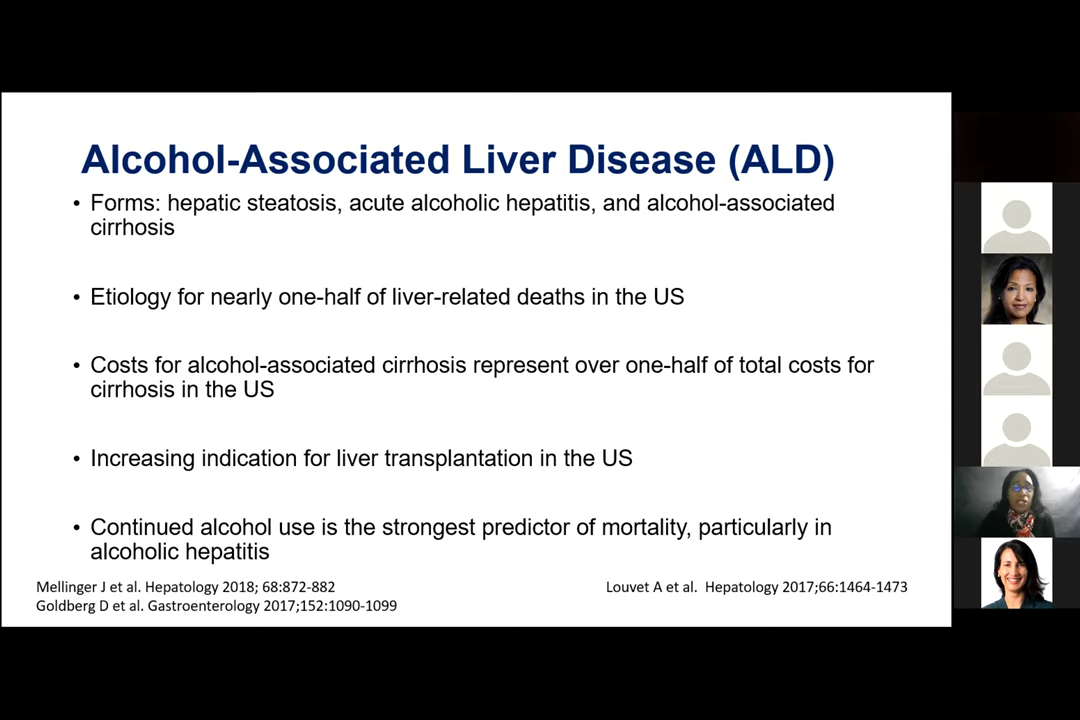 Alcohol-Associated Liver Disease (ALD)
• Forms: hepatic steatosis, acute alcoholic hepatitis, and alcohol-associated
cirrhosis
• Etiology for nearly one-half of liver-related deaths in the US
• Costs for alcohol-associated cirrhosis represent over one-half of total costs for
cirrhosis in the US
• Increasing indication for liver transplantation in the US
• Continued alcohol use is the strongest predictor of mortality, particularly in
alcoholic hepatitis
Mellinger J et al. Hepatology 2018; 68:872-882
Goldberg D et al. Gastroenterology 2017;152:1090-1099
Louvet A et al.  Hepatology 2017;66:1464-1473